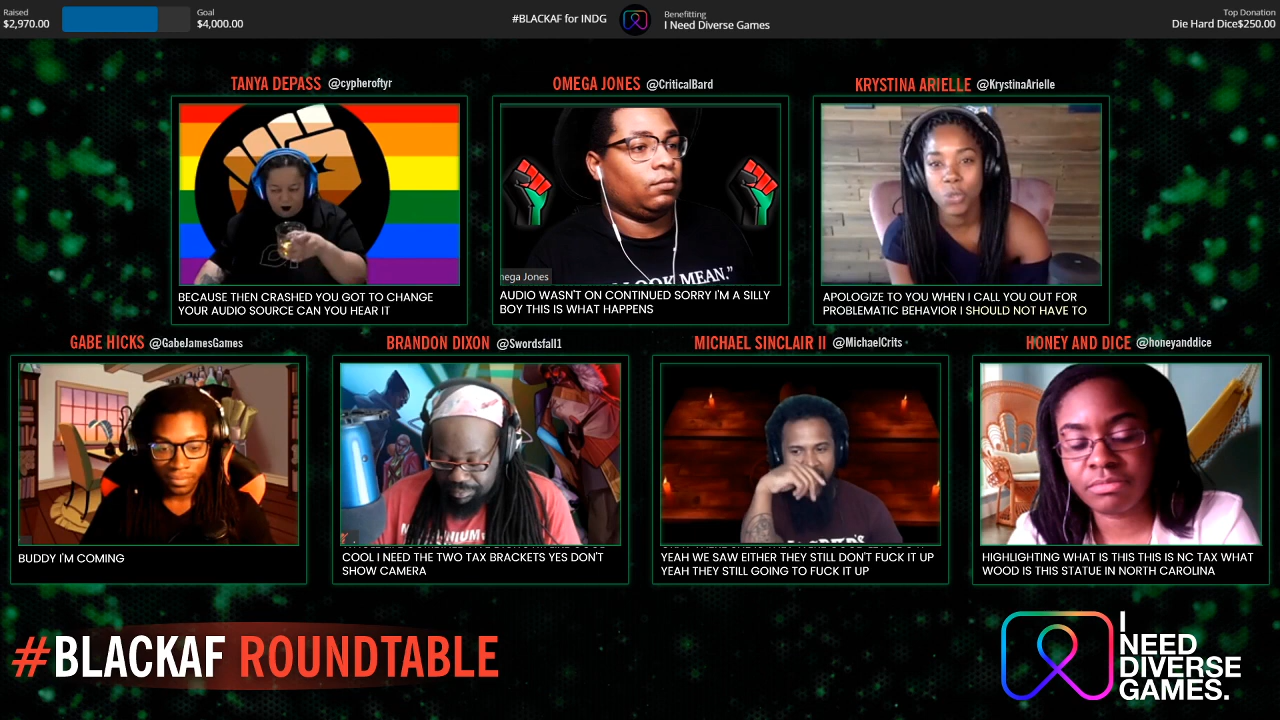 Raised
$2,970.00
Goal
$4,000.00
#BLACKAF for INDG
Benefitting
I Need Diverse Games
Top Donation
Die Hard Dice$250.00
TANYA DEPASS @cypheroftyr
OMEGA JONES @CriticalBard
KRYSTINA ARIELLE @KrystinaArielle
LOOK MEAN."
mega Jones
BECAUSE THEN CRASHED YOU GOT TO CHANGE
YOUR AUDIO SOURCE CAN YOU HEAR IT
AUDIO WASN'T ON CONTINUED SORRY I'M A SILLY
BOY THIS IS WHAT HAPPENS
APOLOGIZE TO YOU WHEN I CALL YOU OUT FOR
PROBLEMATIC BEHAVIOR I SHOULD NOT HAVE TO
GABE HICKS @GabeJamesGames
BRANDON DIXON @Swordsfall1
MICHAEL SINCLAIR II @MichaelCrits
HONEY AND DICE @honeyanddice
BUDDY I'M COMING
COOL I NEED THE TWO TAX BRACKETS YES DON'T
SHOW CAMERA
YEAH WE SAW EITHER THEY STILL DON'T FUCK IT UP
YEAH THEY STILL GOING TO FUCK IT UP
HIGHLIGHTING WHAT IS THIS THIS IS NC TAX WHAT
WOOD IS THIS STATUE IN NORTH CAROLINA
#BLACKAF ROUNDTABLE
I
NEED
DIVERSE
GAMES.